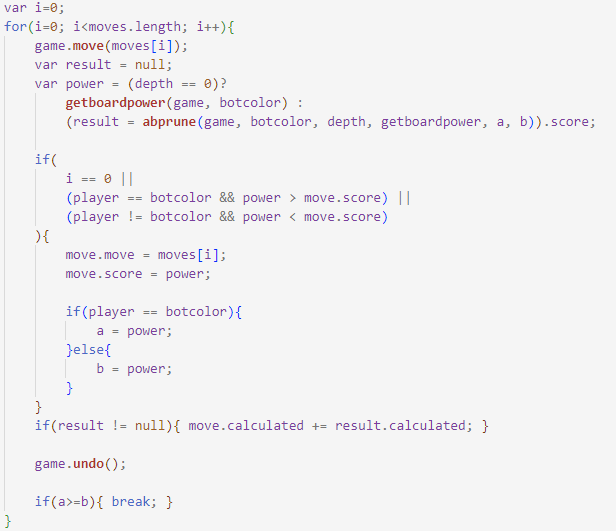 var i=0;
for(i=0; i<moves.length; i++){
    game.move(moves[i]);
    var result = null;
    var power = (depth == 0)?
        getboardpower(game, botcolor) :
        (result = abprune(game, botcolor, depth, getboardpower, a, b)).score;

    if(
        i == 0 ||
        (player == botcolor && power > move.score) ||
        (player != botcolor && power < move.score)
    ){
        move.move = moves[i];
        move.score = power;

        if(player == botcolor){
            a = power;
        }else{
            b = power;
        }
    }
    if(result != null){ move.calculated += result.calculated; }

    game.undo();

    if(a>=b){ break; }
}